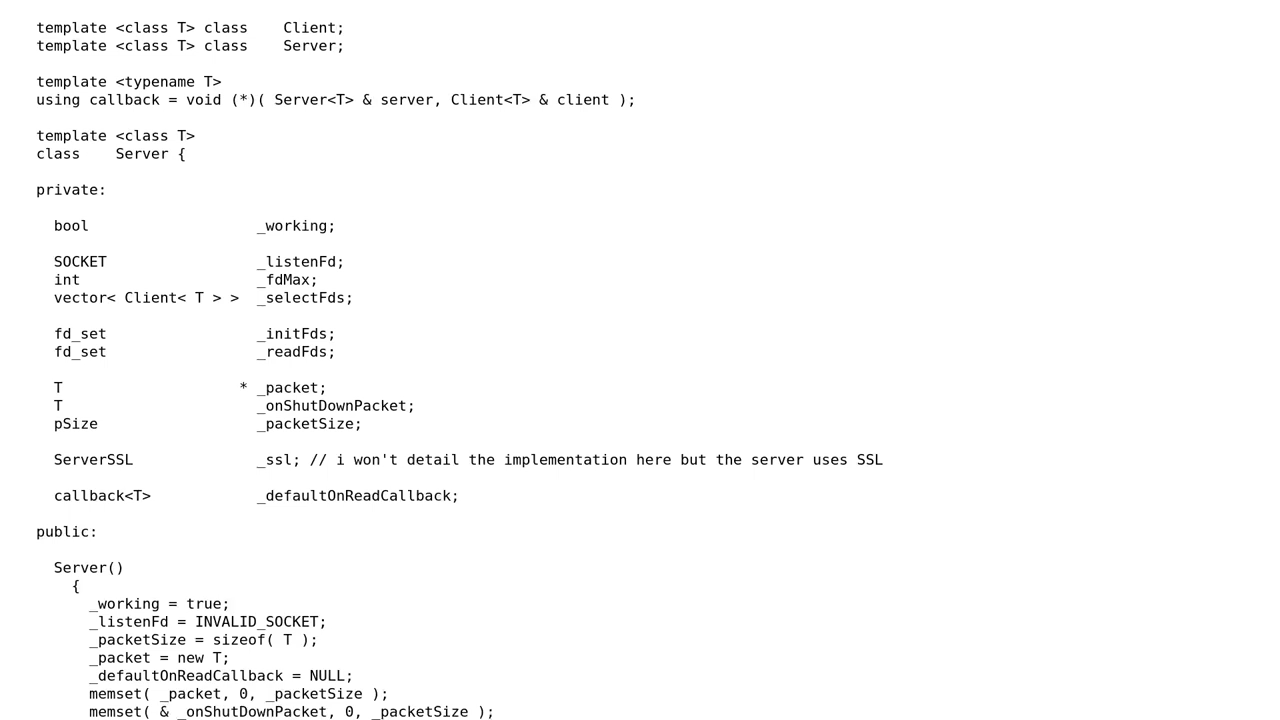 template <class T> class    Client;
template <class T> class    Server;

template <typename T>
using callback = void (*)( Server<T> & server, Client<T> & client );

template <class T>
class    Server {

private:

  bool                   _working;

  SOCKET                 _listenFd;
  int                    _fdMax;
  vector< Client< T > >  _selectFds;

  fd_set                 _initFds;
  fd_set                 _readFds;

  T                    * _packet;
  T                      _onShutDownPacket;
  pSize                  _packetSize;

  ServerSSL              _ssl; // i won't detail the implementation here but the server uses SSL

  callback<T>            _defaultOnReadCallback;

public:

  Server()
    {
      _working = true;
      _listenFd = INVALID_SOCKET;
      _packetSize = sizeof( T );
      _packet = new T;
      _defaultOnReadCallback = NULL;
      memset( _packet, 0, _packetSize );
      memset( & _onShutDownPacket, 0, _packetSize );